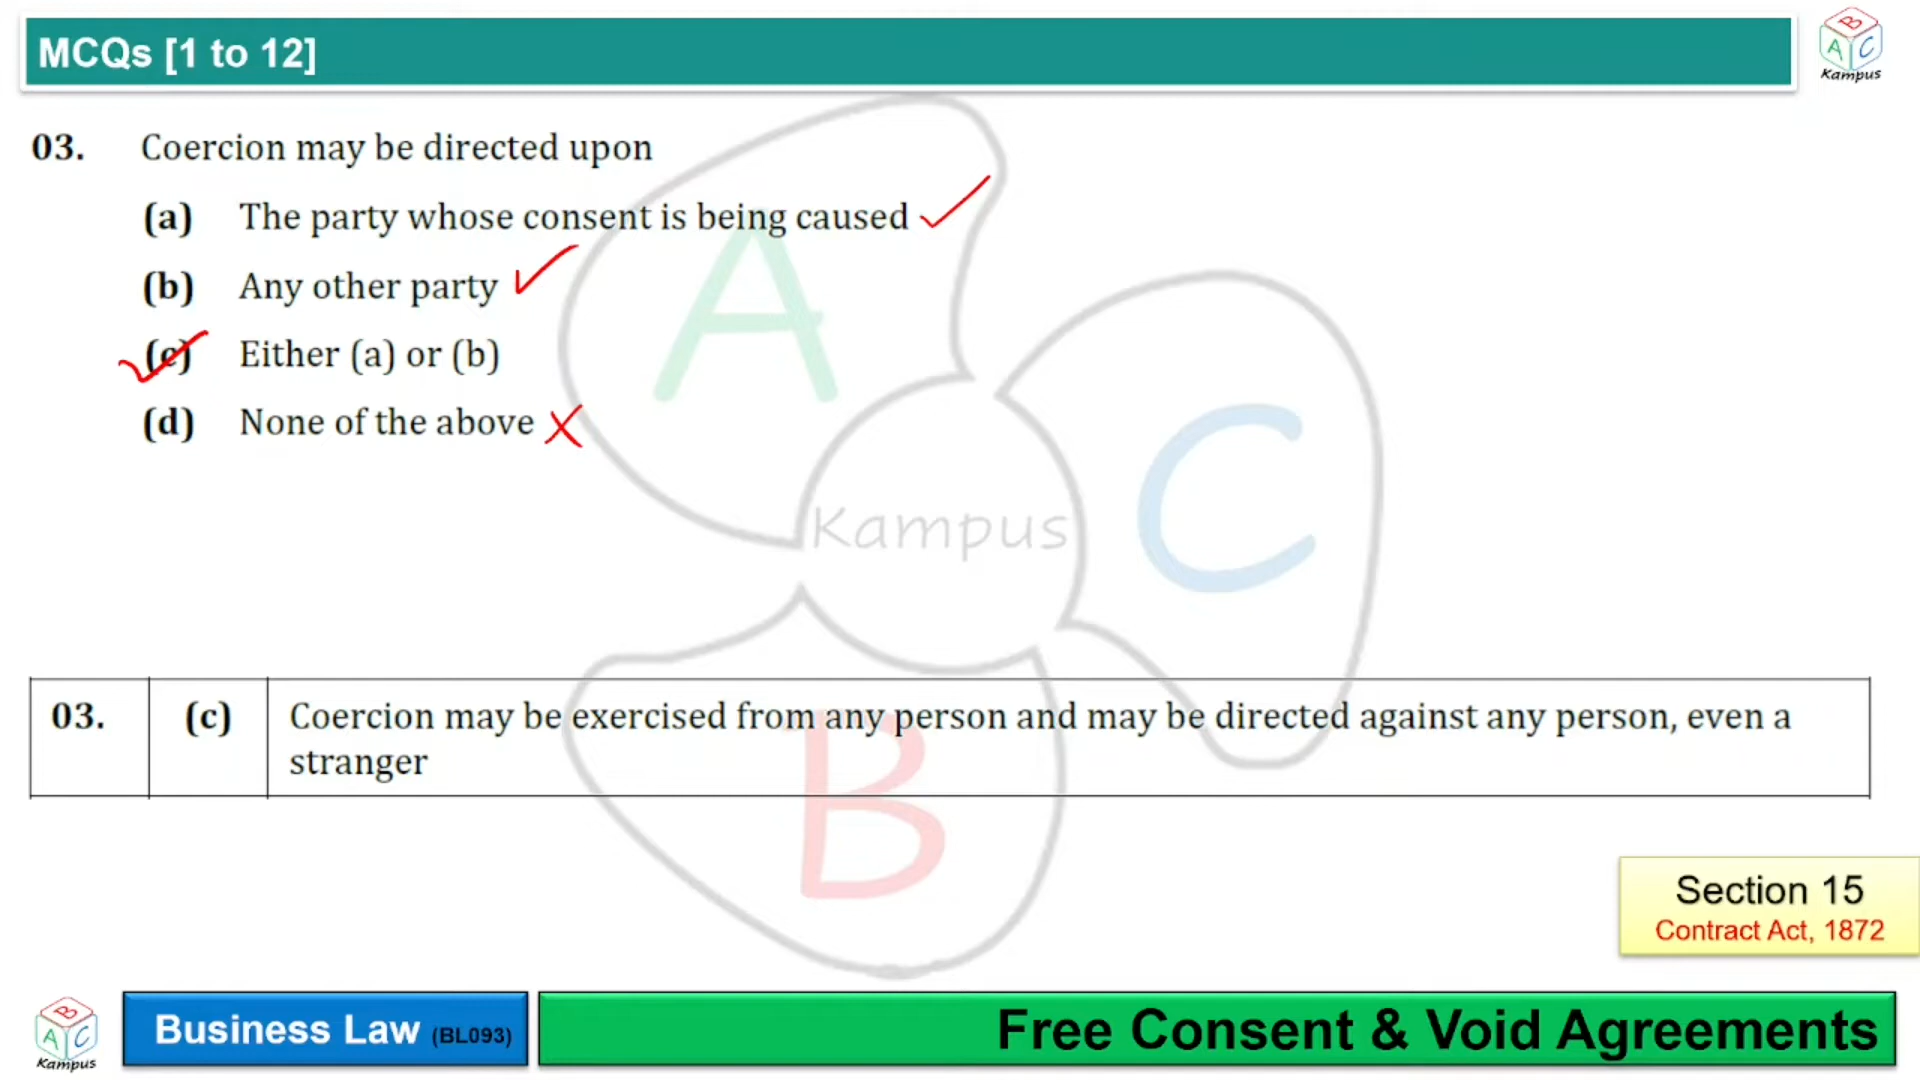 MCQs [1 to 12]
B
A C
Kampus
03. Coercion may be directed upon
(a) The party whose consent is being caused
(b) Any other party
(c) Either (a) or (b)
(d) None of the above
A
C
Kampus
B
03. (c) Coercion may be exercised from any person and may be directed against any person, even a
stranger
Section 15
Contract Act, 1872
B
A C
Kampus
Business Law (BL093)
Free Consent & Void Agreements